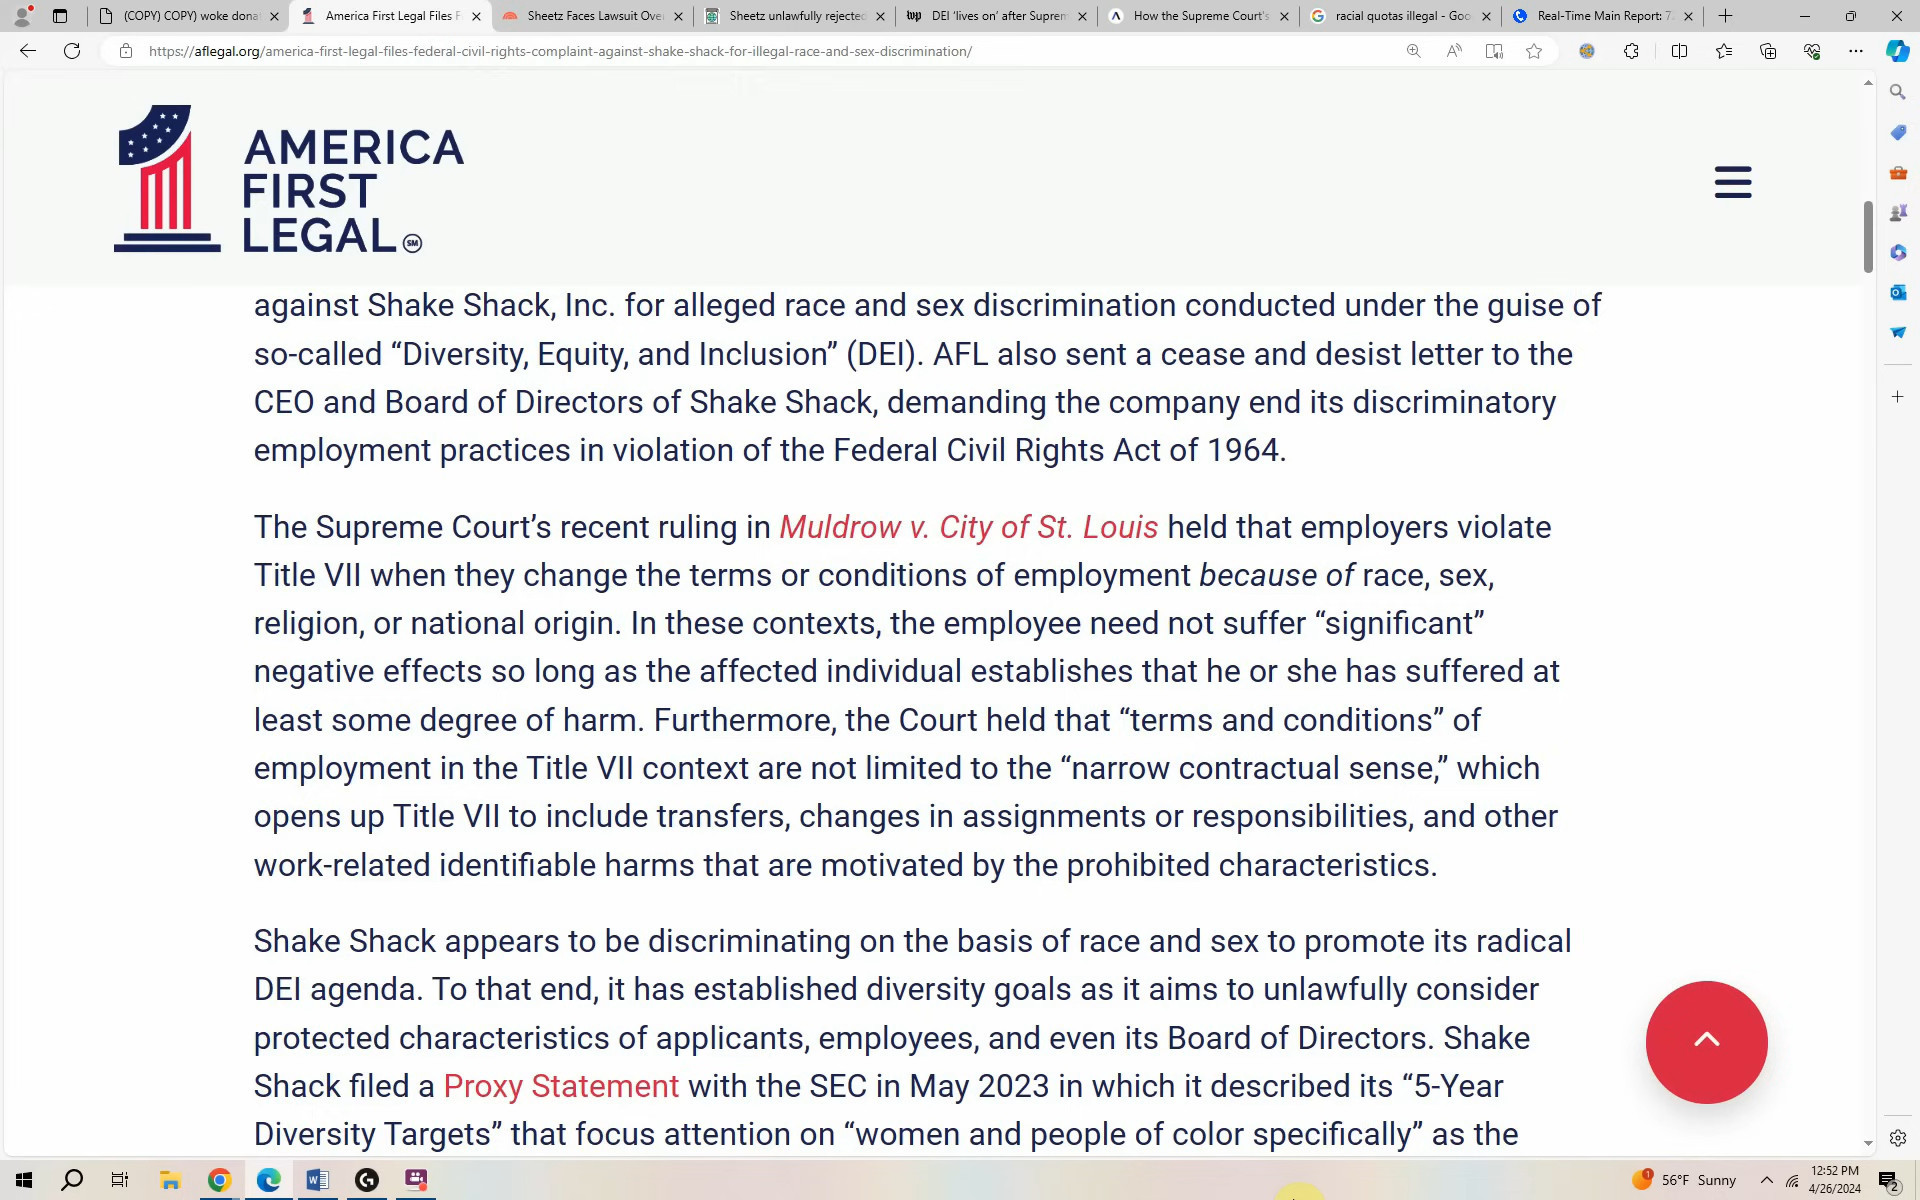 (COPY) COPY) woke dona
America First Legal Files F
Sheetz Faces Lawsuit Ove
Sheetz unlawfully rejected
DEI ‘lives on’ after Suprem
How the Supreme Court's
racial quotas illegal - Goo
Real-Time Main Report: 7
https://aflegal.org/america-first-legal-files-federal-civil-rights-complaint-against-shake-shack-for-illegal-race-and-sex-discrimination/
AMERICA
FIRST
LEGAL SM
against Shake Shack, Inc. for alleged race and sex discrimination conducted under the guise of
so-called “Diversity, Equity, and Inclusion” (DEI). AFL also sent a cease and desist letter to the
CEO and Board of Directors of Shake Shack, demanding the company end its discriminatory
employment practices in violation of the Federal Civil Rights Act of 1964.
The Supreme Court’s recent ruling in Muldrow v. City of St. Louis held that employers violate
Title VII when they change the terms or conditions of employment because of race, sex,
religion, or national origin. In these contexts, the employee need not suffer “significant”
negative effects so long as the affected individual establishes that he or she has suffered at
least some degree of harm. Furthermore, the Court held that “terms and conditions” of
employment in the Title VII context are not limited to the “narrow contractual sense,” which
opens up Title VII to include transfers, changes in assignments or responsibilities, and other
work-related identifiable harms that are motivated by the prohibited characteristics.
Shake Shack appears to be discriminating on the basis of race and sex to promote its radical
DEI agenda. To that end, it has established diversity goals as it aims to unlawfully consider
protected characteristics of applicants, employees, and even its Board of Directors. Shake
Shack filed a Proxy Statement with the SEC in May 2023 in which it described its “5-Year
Diversity Targets” that focus attention on “women and people of color specifically” as the
56°F Sunny
12:52 PM
4/26/2024